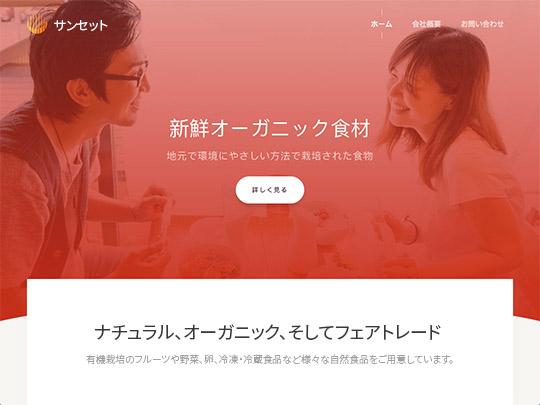 サンセット
ホーム 会社概要 お問い合わせ
新鮮オーガニック食材
地元で環境にやさしい方法で栽培された食物
詳しく見る
ナチュラル、オーガニック、そしてフェアトレード
有機栽培のフルーツや野菜、卵、冷凍・冷蔵食品など様々な自然食品をご用意しています。